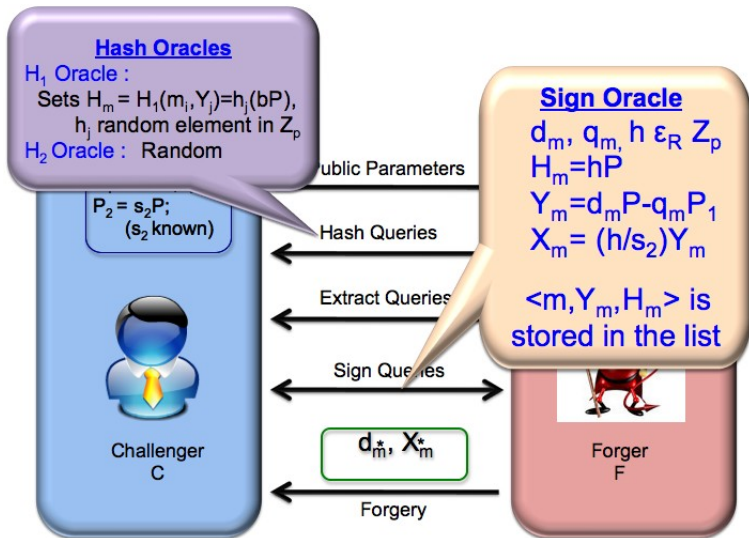 Hash Oracles
H₁ Oracle :
Sets Hₘ = H₁(mᵢ,Yⱼ)=hⱼ(bP),
hⱼ random element in Zₚ
H₂ Oracle : Random
P₂ = s₂P;
(s₂ known)
Public Parameters
Hash Queries
Extract Queries
Sign Queries
Sign Oracle
dₘ, qₘ, h εᴿ Zₚ
Hₘ=hP
Yₘ=dₘP-qₘP₁
Xₘ= (h/s₂)Yₘ
<m,Yₘ,Hₘ> is
stored in the list
Challenger
C
dₘ*, Xₘ*
Forgery
Forger
F